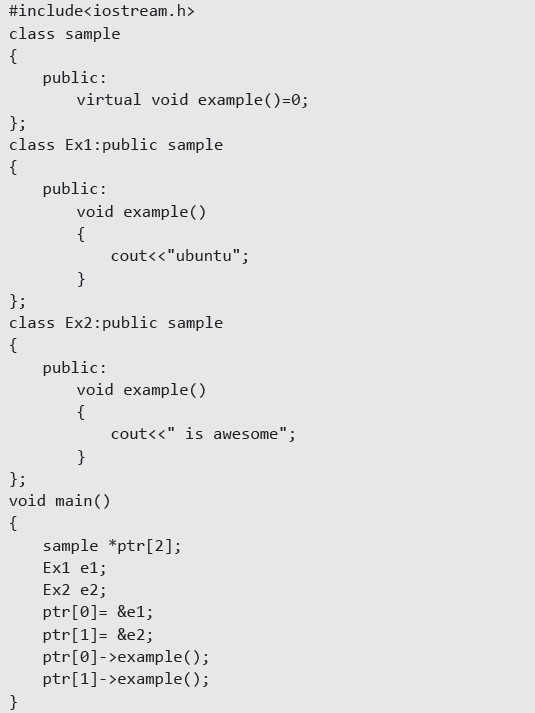 #include<iostream.h>
class sample
{
public:
virtual void example()=0;
};
class Ex1:public sample
{
public:
void example()
{
cout<<"ubuntu";
}
};
class Ex2:public sample
{
public:
void example()
{
cout<<" is awesome";
}
};
void main()
{
sample *ptr[2];
Ex1 e1;
Ex2 e2;
ptr[0]= &e1;
ptr[1]= &e2;
ptr[0]->example();
ptr[1]->example();
}